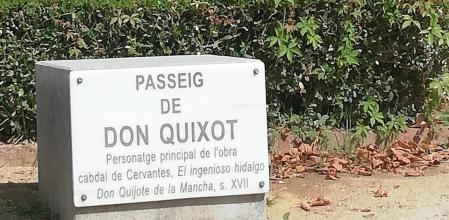 PASSEIG
DE
DON QUIXOT
Personatge principal de l'obra
cabdal de Cervantes, El ingenioso hidalgo
Don Quijote de la Mancha, s. XVII